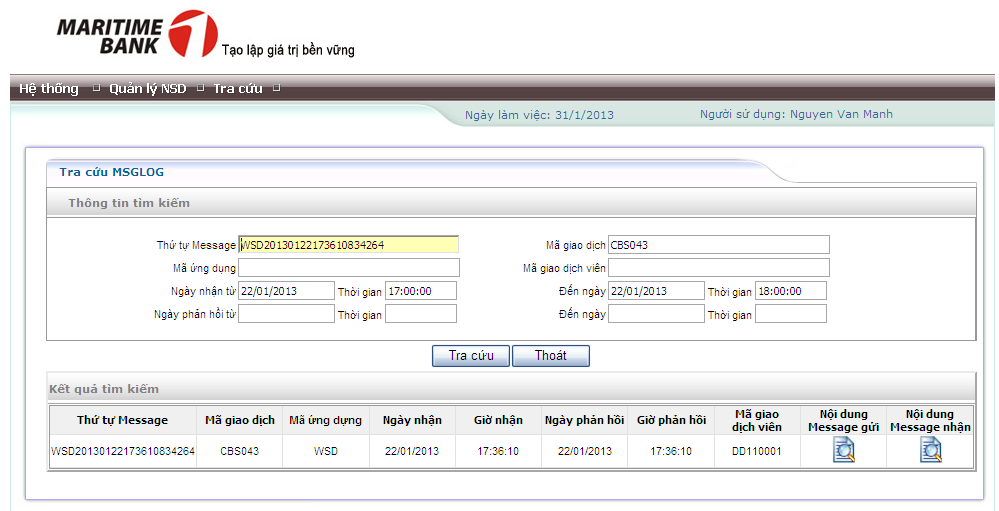 MARITIME
BANK
Tạo lập giá trị bền vững
Hệ thống Quản lý NSD Tra cứu
Ngày làm việc: 31/1/2013 Người sử dụng: Nguyen Van Manh
Tra cứu MSGLOG
Thông tin tìm kiếm
Thứ tự Message WSD20130122173610834264 Mã giao dịch CBS043
Mã ứng dụng Mã giao dịch viên
Ngày nhận từ 22/01/2013 Thời gian 17:00:00 Đến ngày 22/01/2013 Thời gian 18:00:00
Ngày phản hồi từ Thời gian Đến ngày Thời gian
Tra cứu Thoát
Kết quả tìm kiếm
Thứ tự Message Mã giao dịch Mã ứng dụng Ngày nhận Giờ nhận Ngày phản hồi Giờ phản hồi Mã giao dịch viên Nội dung Message gửi Nội dung Message nhận
WSD20130122173610834264 CBS043 WSD 22/01/2013 17:36:10 22/01/2013 17:36:10 DD110001